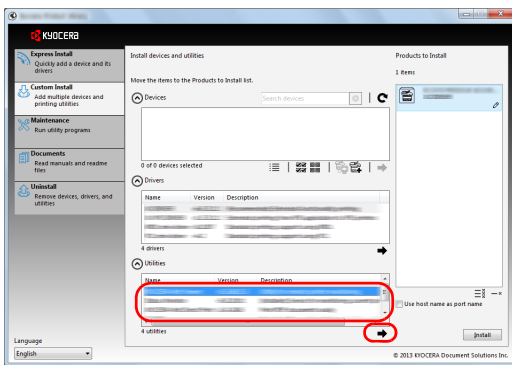 KYOCERA
Express Install
Quickly add a device and its
drivers
Custom Install
Add multiple devices and
printing utilities
Maintenance
Run utility programs
Documents
Read manuals and readme
files
Uninstall
Remove devices, drivers, and
utilities
Language
English
Install devices and utilities
Move the items to the Products to Install list.
Devices
Search devices
0 of 0 devices selected
Drivers
Name Version Description
4 drivers
Utilities
Name Version Description
4 utilities
Products to Install
1 items
Use host name as port name
Install
© 2013 KYOCERA Document Solutions Inc.